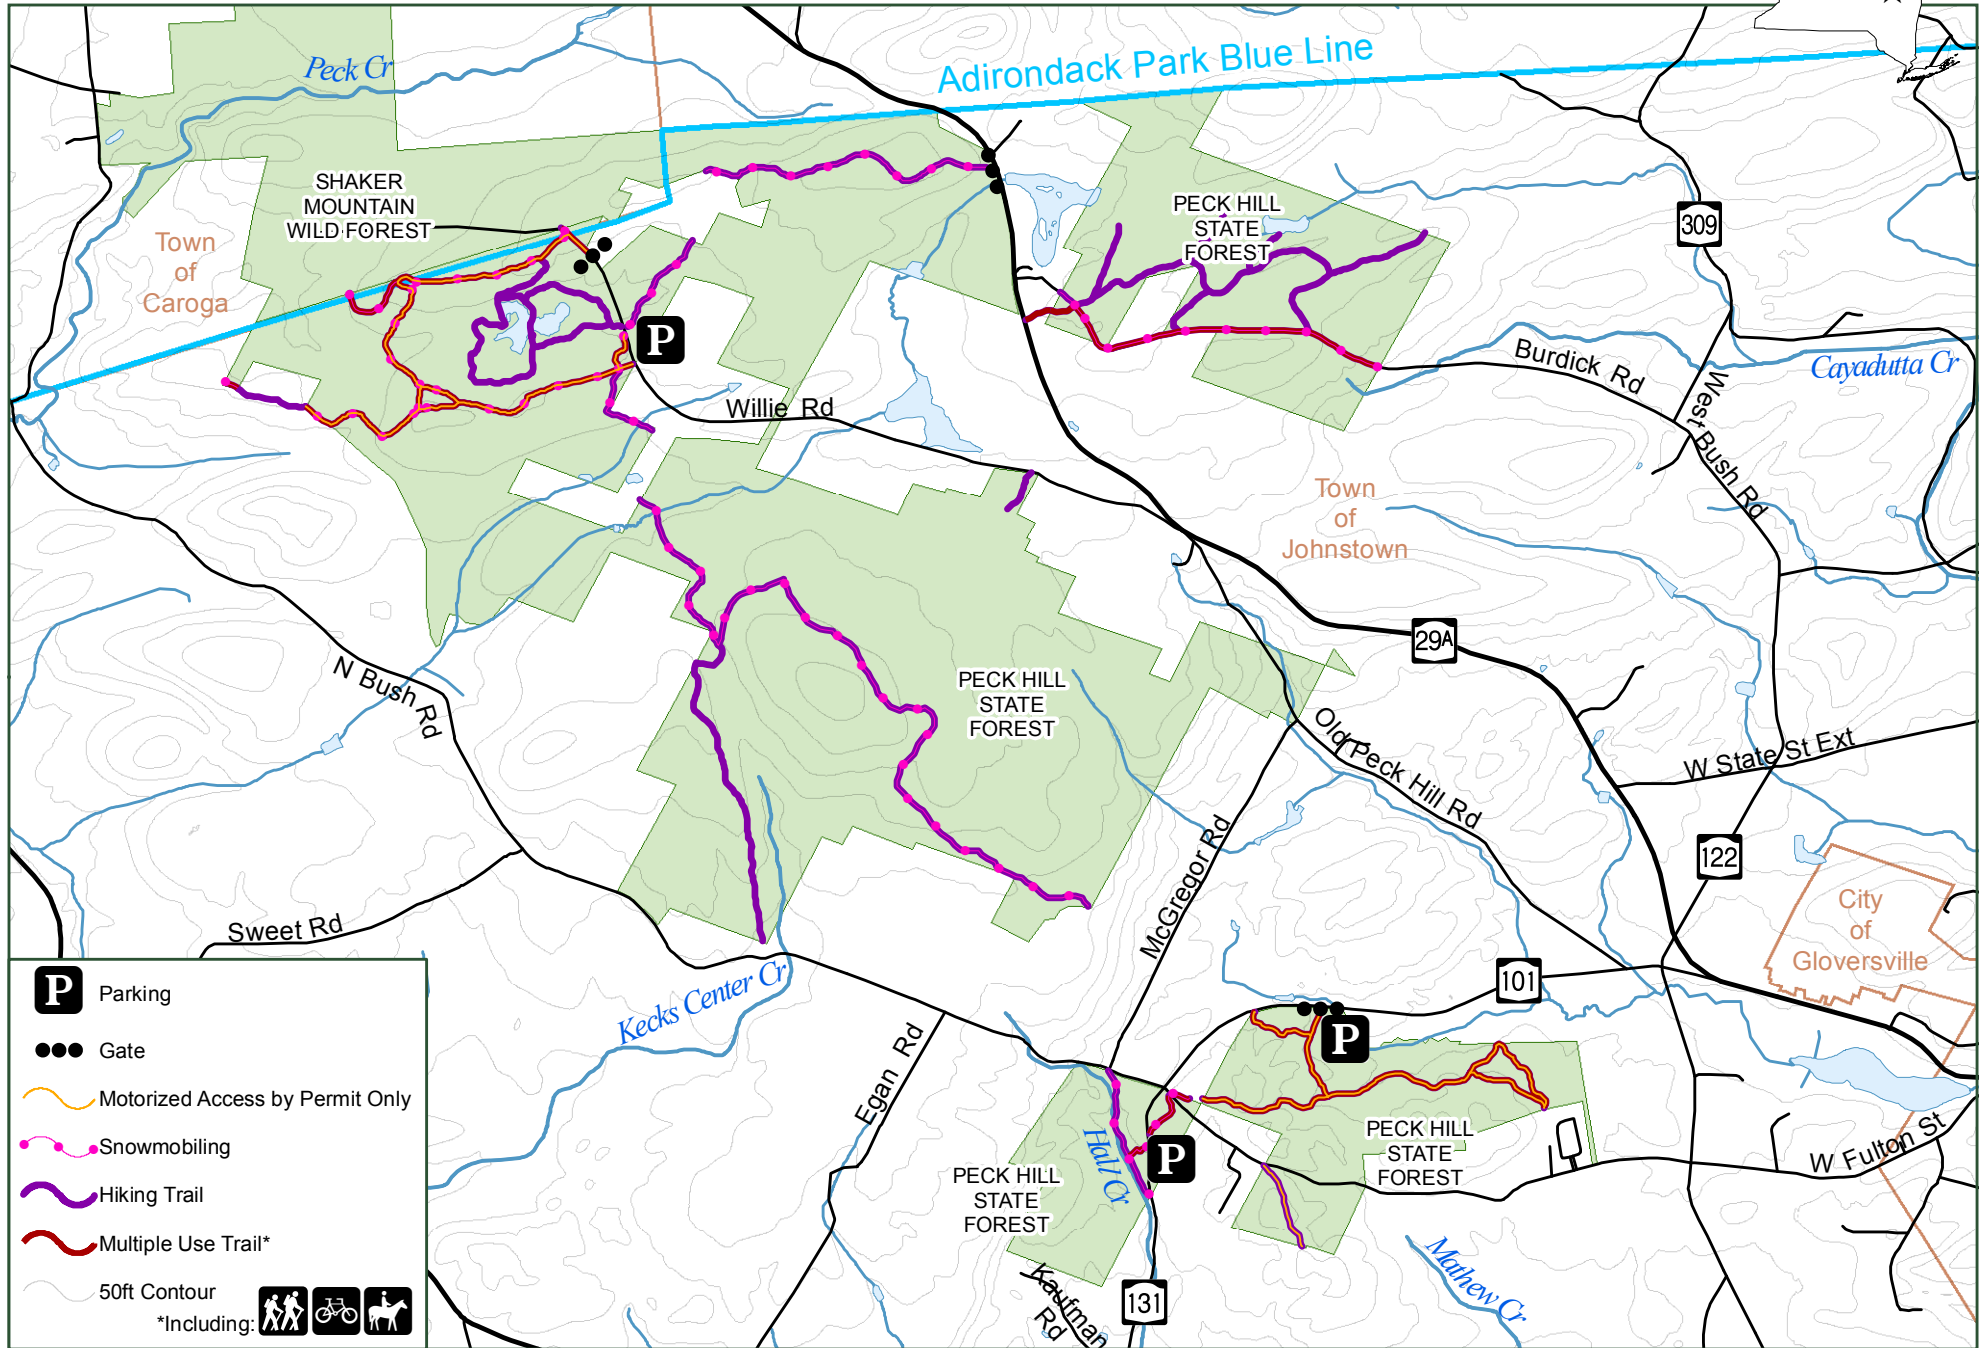 Adirondack Park Blue Line
Peck Cr
SHAKER
MOUNTAIN
WILD FOREST
Town
of
Caroga
PECK HILL
STATE
FOREST
309
Burdick Rd
Cayadutta Cr
West Bush Rd
P
Willie Rd
Town
of
Johnstown
29A
N Bush Rd
PECK HILL
STATE
FOREST
Old Peck Hill Rd
W State St Ext
122
McGregor Rd
City
of
Gloversville
Sweet Rd
101
Kecks Center Cr
P
Egan Rd
Hall Cr
P
PECK HILL
STATE
FOREST
PECK HILL
STATE
FOREST
W Fulton St
Mathew Cr
131
Kaufman
Rd
P Parking
Gate
Motorized Access by Permit Only
Snowmobiling
Hiking Trail
Multiple Use Trail*
50ft Contour
*Including: